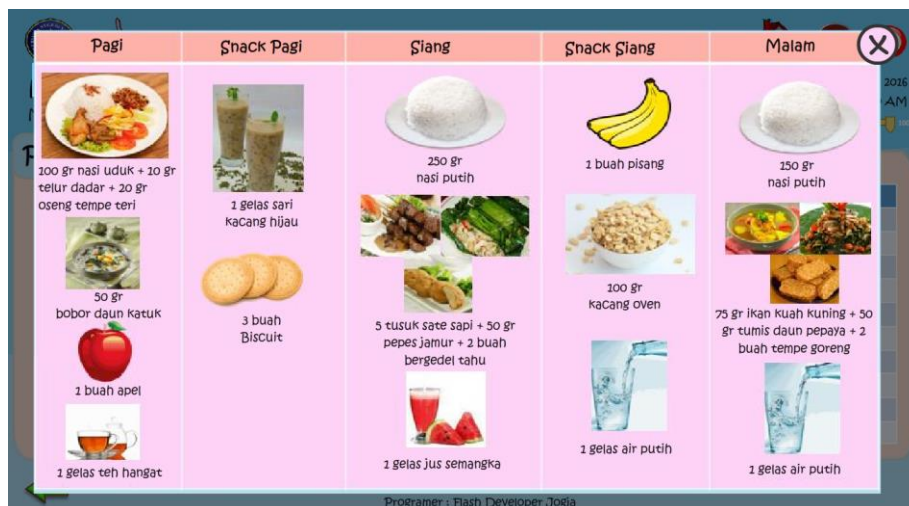 Pagi
Snack Pagi
Siang
Snack Siang
Malam
X
2016
AM
100 gr nasi uduk + 10 gr
telur dadar + 20 gr
oseng tempe teri
50 gr
bobor daun katuk
1 buah apel
1 gelas teh hangat
1 gelas sari
kacang hijau
3 buah
Biscuit
250 gr
nasi putih
5 tusuk sate sapi + 50 gr
pepes jamur + 2 buah
bergedel tahu
1 gelas jus semangka
1 buah pisang
100 gr
kacang oven
1 gelas air putih
150 gr
nasi putih
75 gr ikan kuah kuning + 50
gr tumis daun pepaya + 2
buah tempe goreng
1 gelas air putih
Programer : Flash Developer Jogja